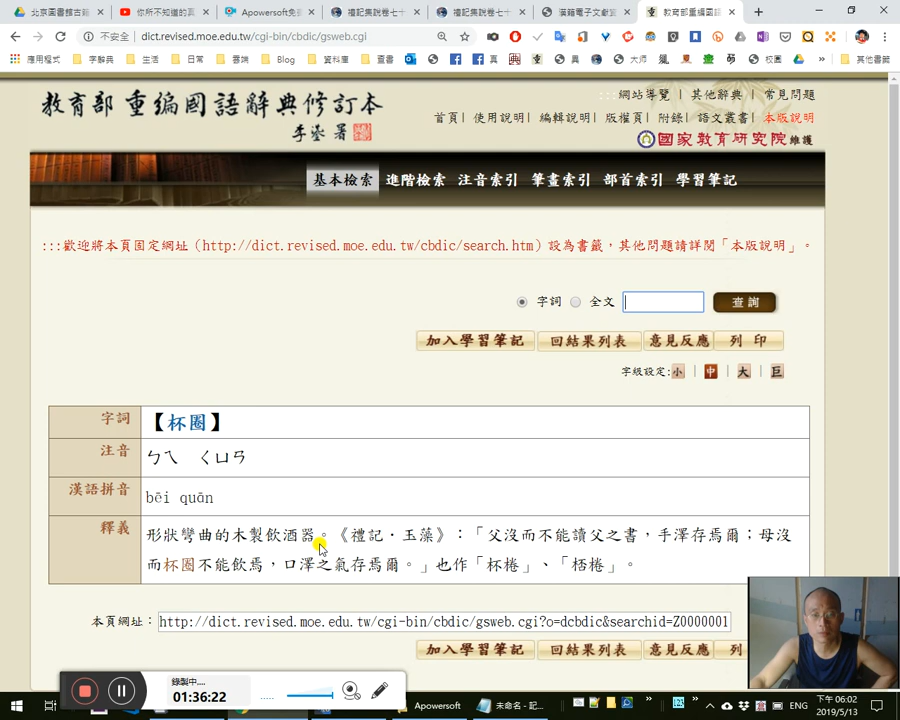 北京圖書館古籍
你所不知道的真
Apowersoft免
禮記集說卷七十
禮記集說卷七十
漢籍電子文獻資
教育部重編國語
不安全 | dict.revised.moe.edu.tw/cgi-bin/cbdic/gsweb.cgi
應用程式 字辭典 生活 日常 雲端 Blog 資料庫 查書 真 典 異 大師 萌 校園 其他書籤
教育部 重編國語辭典修訂本
李鍌署
網站導覽 | 其他辭典 | 常見問題
首頁| 使用說明| 編輯說明| 版權頁| 附錄| 語文叢書| 本版說明
國家教育研究院 維護
基本檢索 進階檢索 注音索引 筆畫索引 部首索引 學習筆記
:::歡迎將本頁固定網址（http://dict.revised.moe.edu.tw/cbdic/search.htm）設為書籤，其他問題請詳閱「本版說明」。
字詞 全文 查詢
加入學習筆記 回結果列表 意見反應 列 印
字級設定: 小 | 中 | 大 | 巨
字詞 【杯圈】
注音 ㄅㄟ ㄑㄩㄢ
漢語拼音 bēi quān
釋義 形狀彎曲的木製飲酒器。《禮記．玉藻》：「父沒而不能讀父之書，手澤存焉爾；母沒
而杯圈不能飲焉，口澤之氣存焉爾。」也作「杯棬」、「桮棬」。
本頁網址： http://dict.revised.moe.edu.tw/cgi-bin/cbdic/gsweb.cgi?o=dcbdic&searchid=Z0000001
加入學習筆記 回結果列表 意見反應 列
錄製中....
01:36:22
Apowersoft
未命名 - 記...
ENG
下午 06:02
2019/5/13